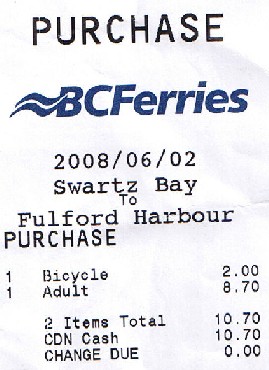 PURCHASE
BCFerries
2008/06/02
Swartz Bay
To
Fulford Harbour
PURCHASE
1 Bicycle 2.00
1 Adult 8.70
2 Items Total 10.70
CDN Cash 10.70
CHANGE DUE 0.00